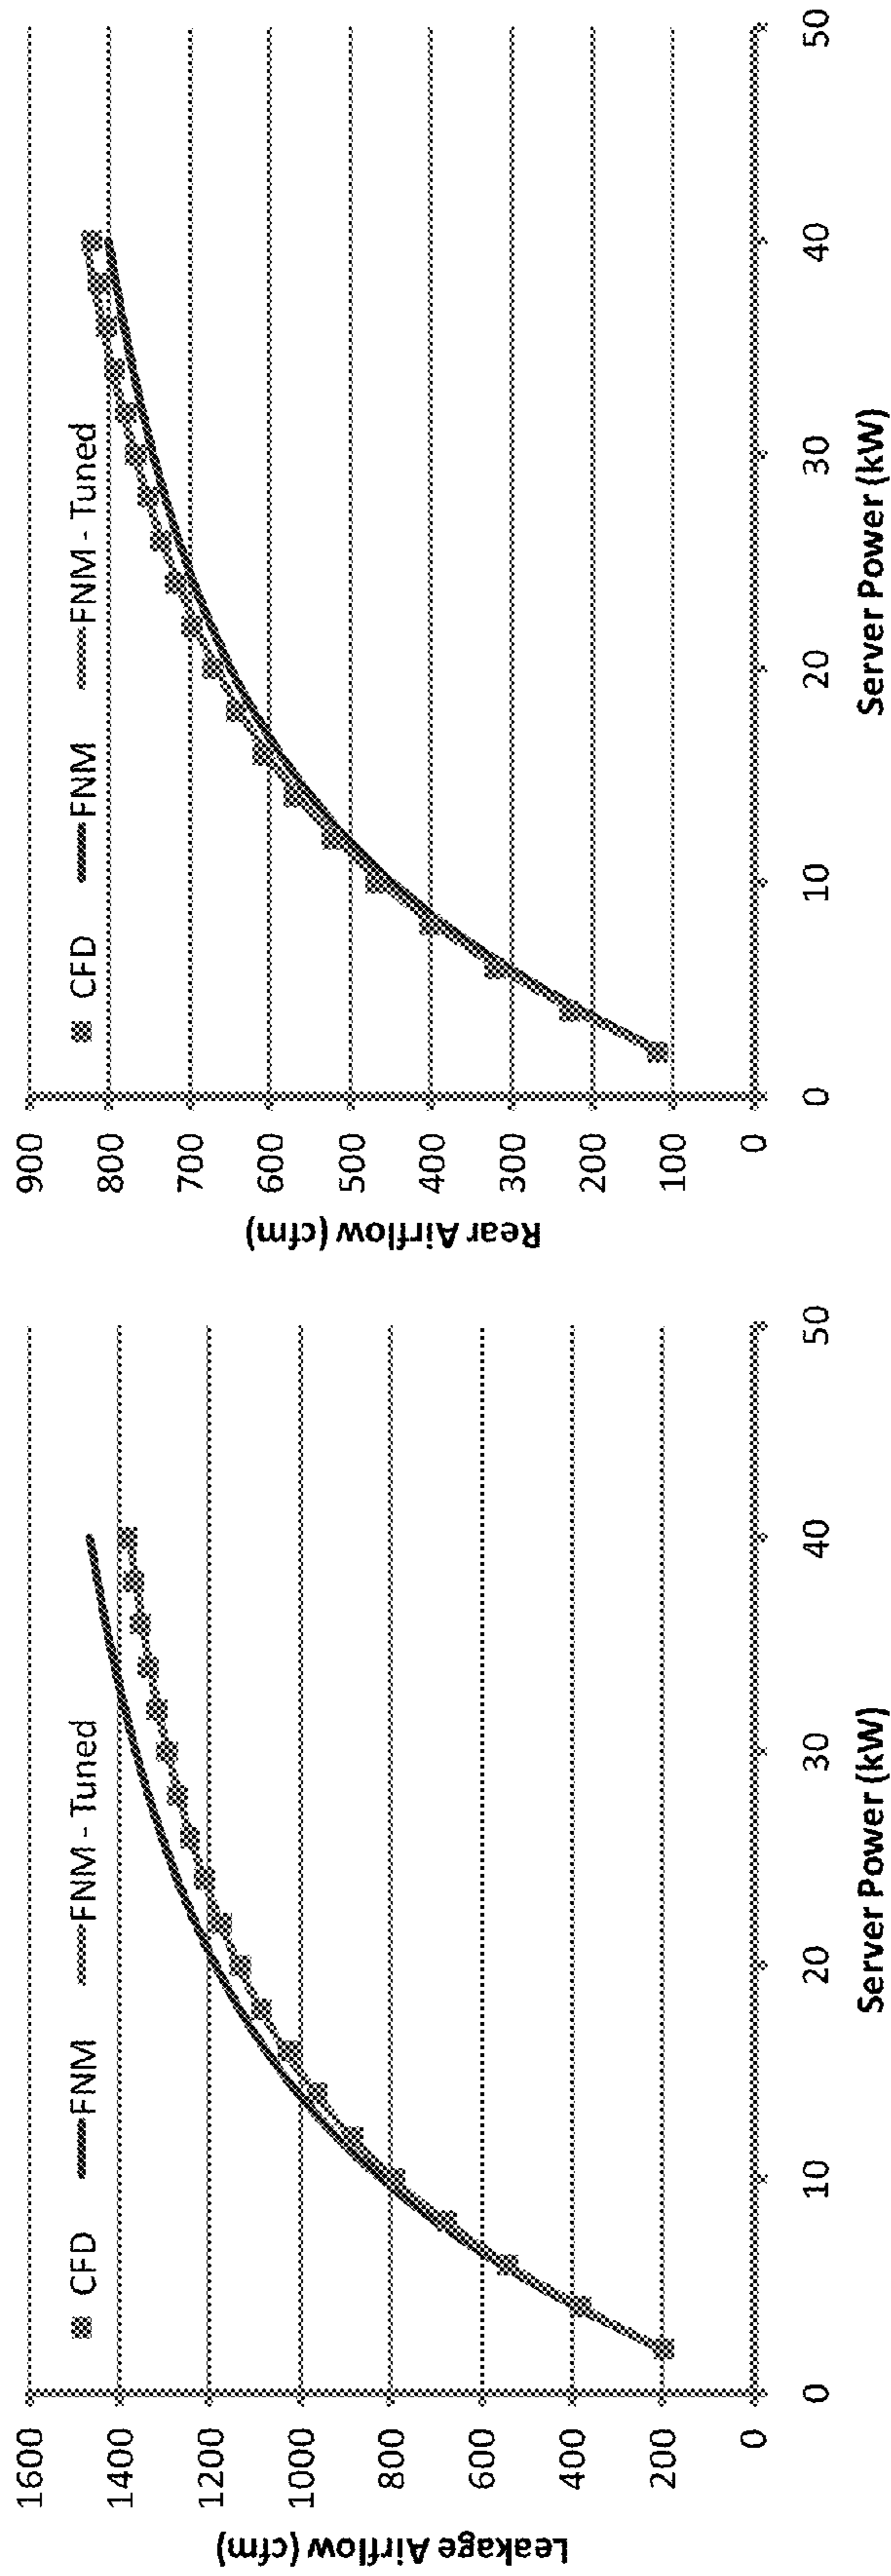 1600
1400
1200
1000
800
600
400
200
0
Leakage Airflow (cfm)
CFD FNM FNM - Tuned
0 10 20 30 40 50
Server Power (kW)
900
800
700
600
500
400
300
200
100
0
Rear Airflow (cfm)
CFD FNM FNM - Tuned
0 10 20 30 40 50
Server Power (kW)